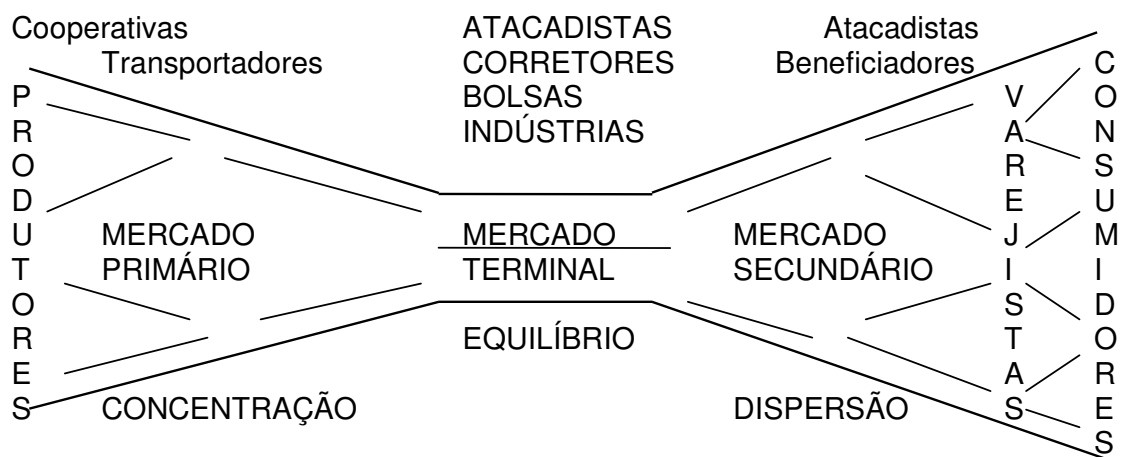 Cooperativas
Transportadores
PRODUTORES
MERCADO
PRIMÁRIO
CONCENTRAÇÃO
ATACADISTAS
CORRETORES
BOLSAS
INDÚSTRIAS
MERCADO
TERMINAL
EQUILÍBRIO
Atacadistas
Beneficiadores
MERCADO
SECUNDÁRIO
DISPERSÃO
VAREJISTAS
CONSUMIDORES